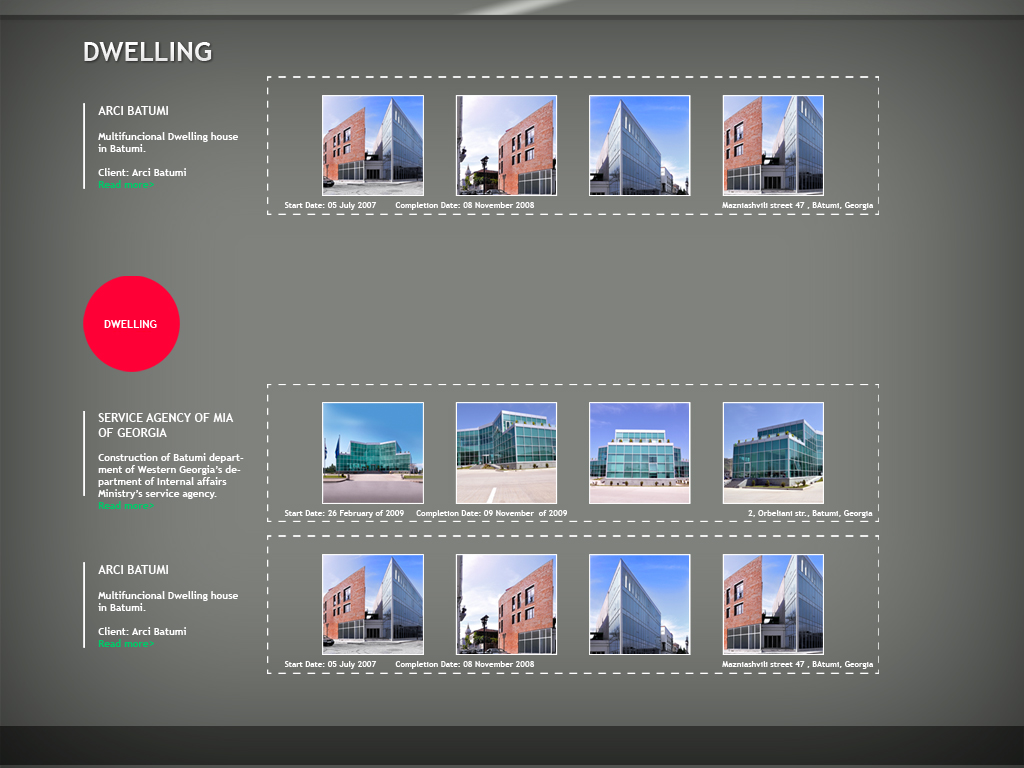 DWELLING
ARCI BATUMI
Multifuncional Dwelling house
in Batumi.
Client: Arci Batumi
Read more>
Start Date: 05 July 2007 Completion Date: 08 November 2008
Mazniashvili street 47 , BAtumi, Georgia
DWELLING
SERVICE AGENCY OF MIA
OF GEORGIA
Construction of Batumi depart-
ment of Western Georgia's de-
partment of Internal affairs
Ministry's service agency.
Read more>
Start Date: 26 February of 2009 Completion Date: 09 November of 2009
2, Orbeliani str., Batumi, Georgia
ARCI BATUMI
Multifuncional Dwelling house
in Batumi.
Client: Arci Batumi
Read more>
Start Date: 05 July 2007 Completion Date: 08 November 2008
Mazniashvili street 47 , BAtumi, Georgia